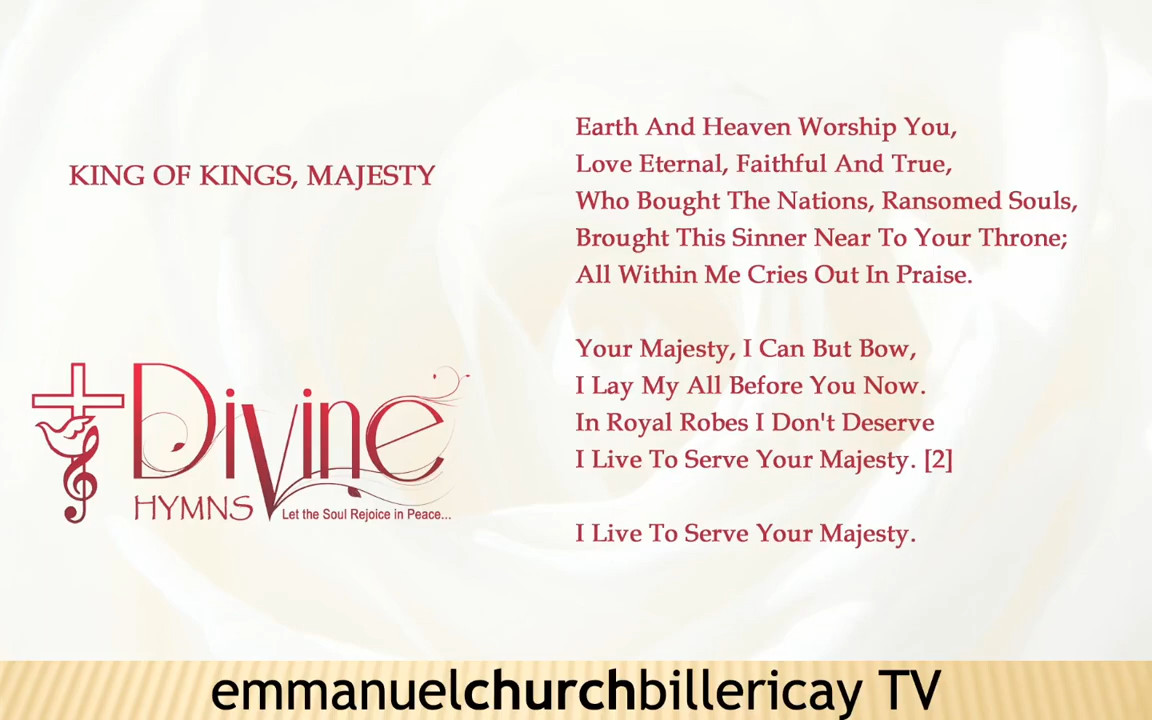 KING OF KINGS, MAJESTY
Divine
HYMNS
Let the Soul Rejoice in Peace...
Earth And Heaven Worship You,
Love Eternal, Faithful And True,
Who Bought The Nations, Ransomed Souls,
Brought This Sinner Near To Your Throne;
All Within Me Cries Out In Praise.
Your Majesty, I Can But Bow,
I Lay My All Before You Now.
In Royal Robes I Don't Deserve
I Live To Serve Your Majesty. [2]
I Live To Serve Your Majesty.
emmanuelchurchbillericay TV